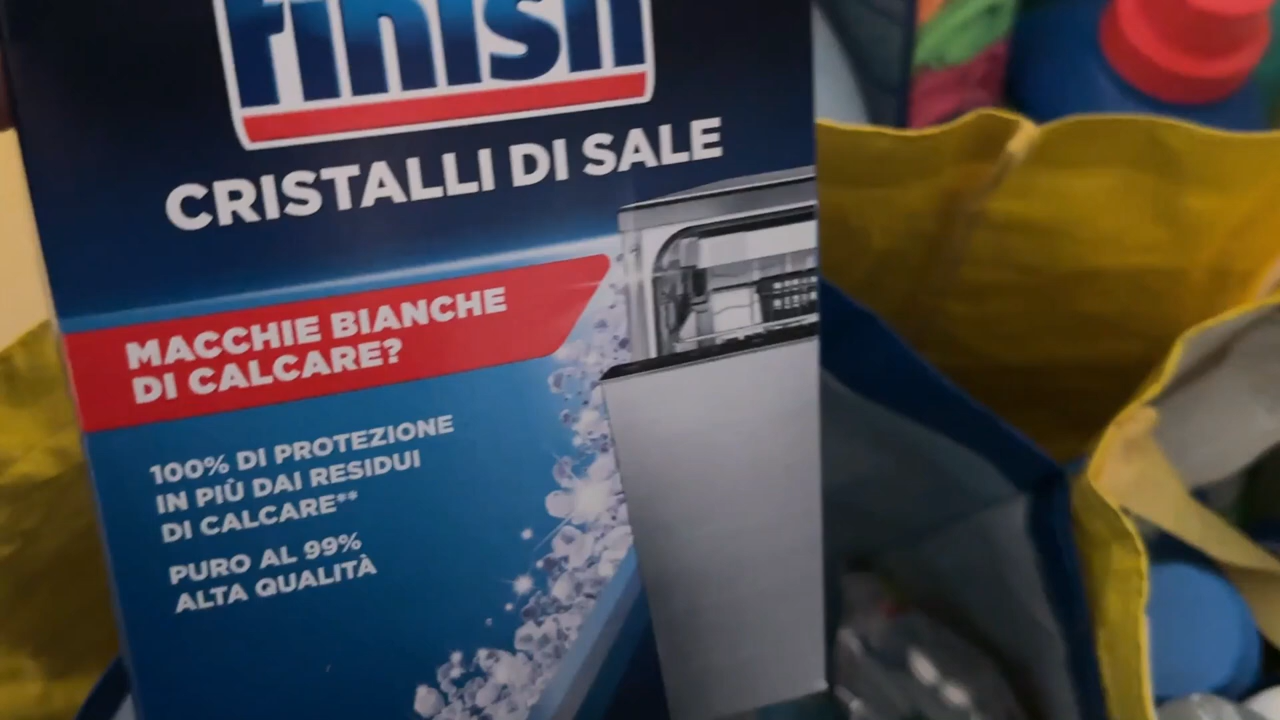 finish
CRISTALLI DI SALE
MACCHIE BIANCHE
DI CALCARE?
100% DI PROTEZIONE
IN PIÙ DAI RESIDUI
DI CALCARE**
PURO AL 99%
ALTA QUALITÀ